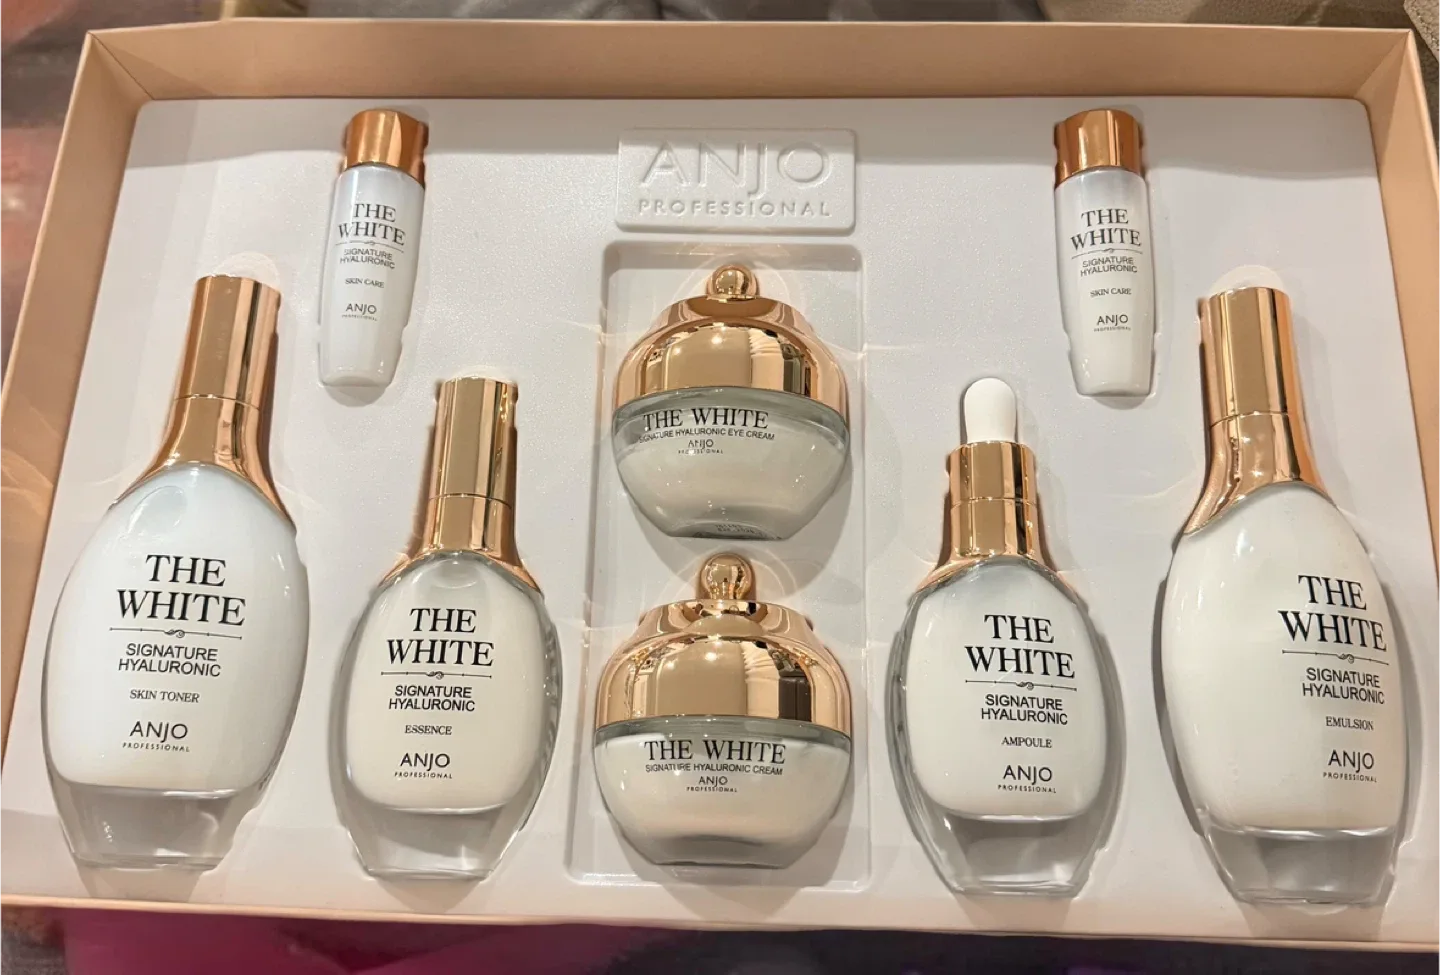 ANJO
PROFESSIONAL
THE
WHITE
SIGNATURE
HYALURONIC
SKIN CARE
ANJO
PROFESSIONAL
THE
WHITE
SIGNATURE
HYALURONIC
SKIN CARE
ANJO
PROFESSIONAL
THE WHITE
SIGNATURE HYALURONIC EYE CREAM
ANJO
PROFESSIONAL
THE
WHITE
SIGNATURE
HYALURONIC
SKIN TONER
ANJO
PROFESSIONAL
THE
WHITE
SIGNATURE
HYALURONIC
ESSENCE
ANJO
PROFESSIONAL
THE WHITE
SIGNATURE HYALURONIC CREAM
ANJO
PROFESSIONAL
THE
WHITE
SIGNATURE
HYALURONIC
AMPOULE
ANJO
PROFESSIONAL
THE
WHITE
SIGNATURE
HYALURONIC
EMULSION
ANJO
PROFESSIONAL